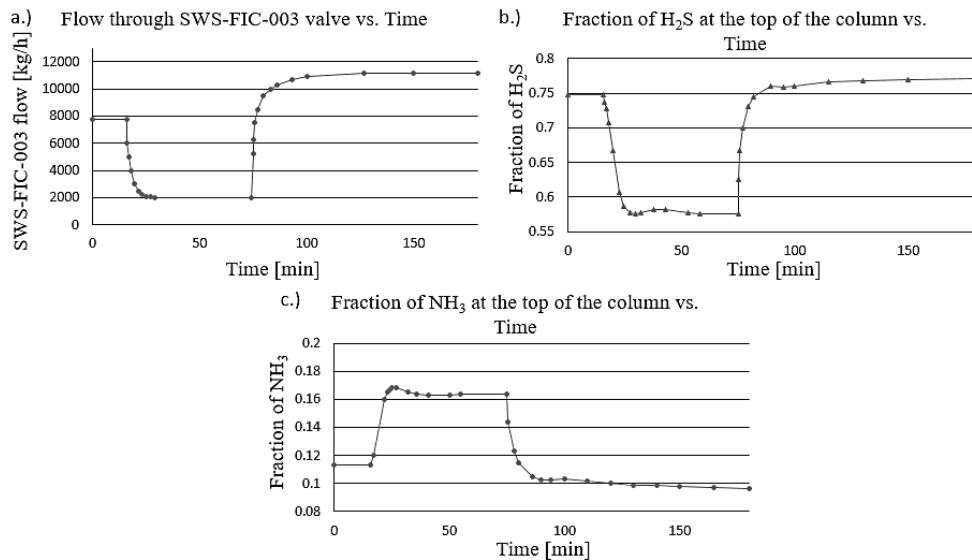 a.) Flow through SWS-FIC-003 valve vs. Time
SWS-FIC-003 flow [kg/h]
12000
10000
8000
6000
4000
2000
0
0 50 100 150
Time [min]
b.) Fraction of H₂S at the top of the column vs.
Time
Fraction of H₂S
0.8
0.75
0.7
0.65
0.6
0.55
0 50 100 150
Time [min]
c.) Fraction of NH₃ at the top of the column vs.
Time
Fraction of NH₃
0.2
0.16
0.12
0.1
0.08
0 50 100 150
Time [min]